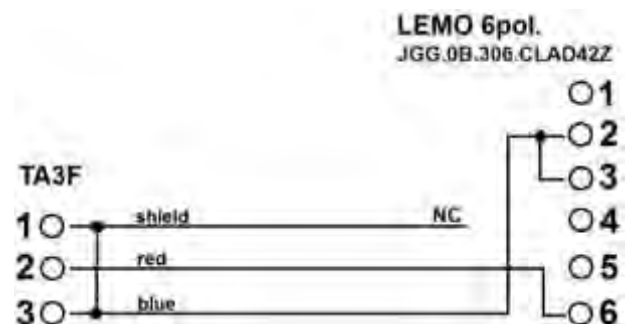 LEMO 6pol.
JGG.0B.306.CLAD42Z
1
2
TA3F
3
1 shield NC 4
2 red 5
3 blue 6